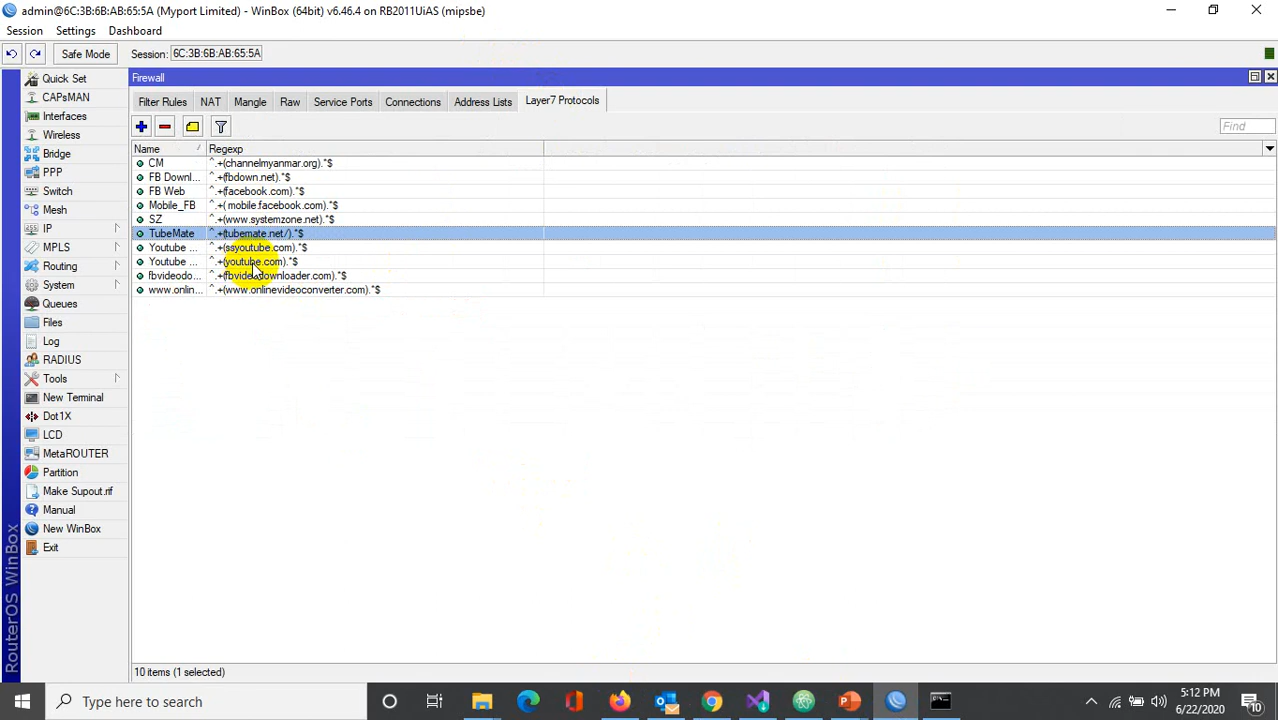 admin@6C:3B:6B:AB:65:5A (Myport Limited) - WinBox (64bit) v6.46.4 on RB2011UiAS (mipsbe)
Session Settings Dashboard
Safe Mode Session: 6C:3B:6B:AB:65:5A
Quick Set
CAPsMAN
Interfaces
Wireless
Bridge
PPP
Switch
Mesh
IP
MPLS
Routing
System
Queues
Files
Log
RADIUS
Tools
New Terminal
Dot1X
LCD
MetaROUTER
Partition
Make Supout.rif
Manual
New WinBox
Exit
RouterOS WinBox
Firewall
Filter Rules NAT Mangle Raw Service Ports Connections Address Lists Layer7 Protocols
Find
Name Regexp
CM ^.+(channelmyanmar.org).*$
FB Downl... ^.+(fbdown.net).*$
FB Web ^.+(facebook.com).*$
Mobile_FB ^.+( mobile.facebook.com).*$
SZ ^.+(www.systemzone.net).*$
TubeMate ^.+(tubemate.net/).*$
Youtube ... ^.+(ssyoutube.com).*$
Youtube ... ^.+(youtube.com).*$
fbvideodo... ^.+(fbvideodownloader.com).*$
www.onlin... ^.+(www.onlinevideoconverter.com).*$
10 items (1 selected)
Type here to search
5:12 PM
6/22/2020
10